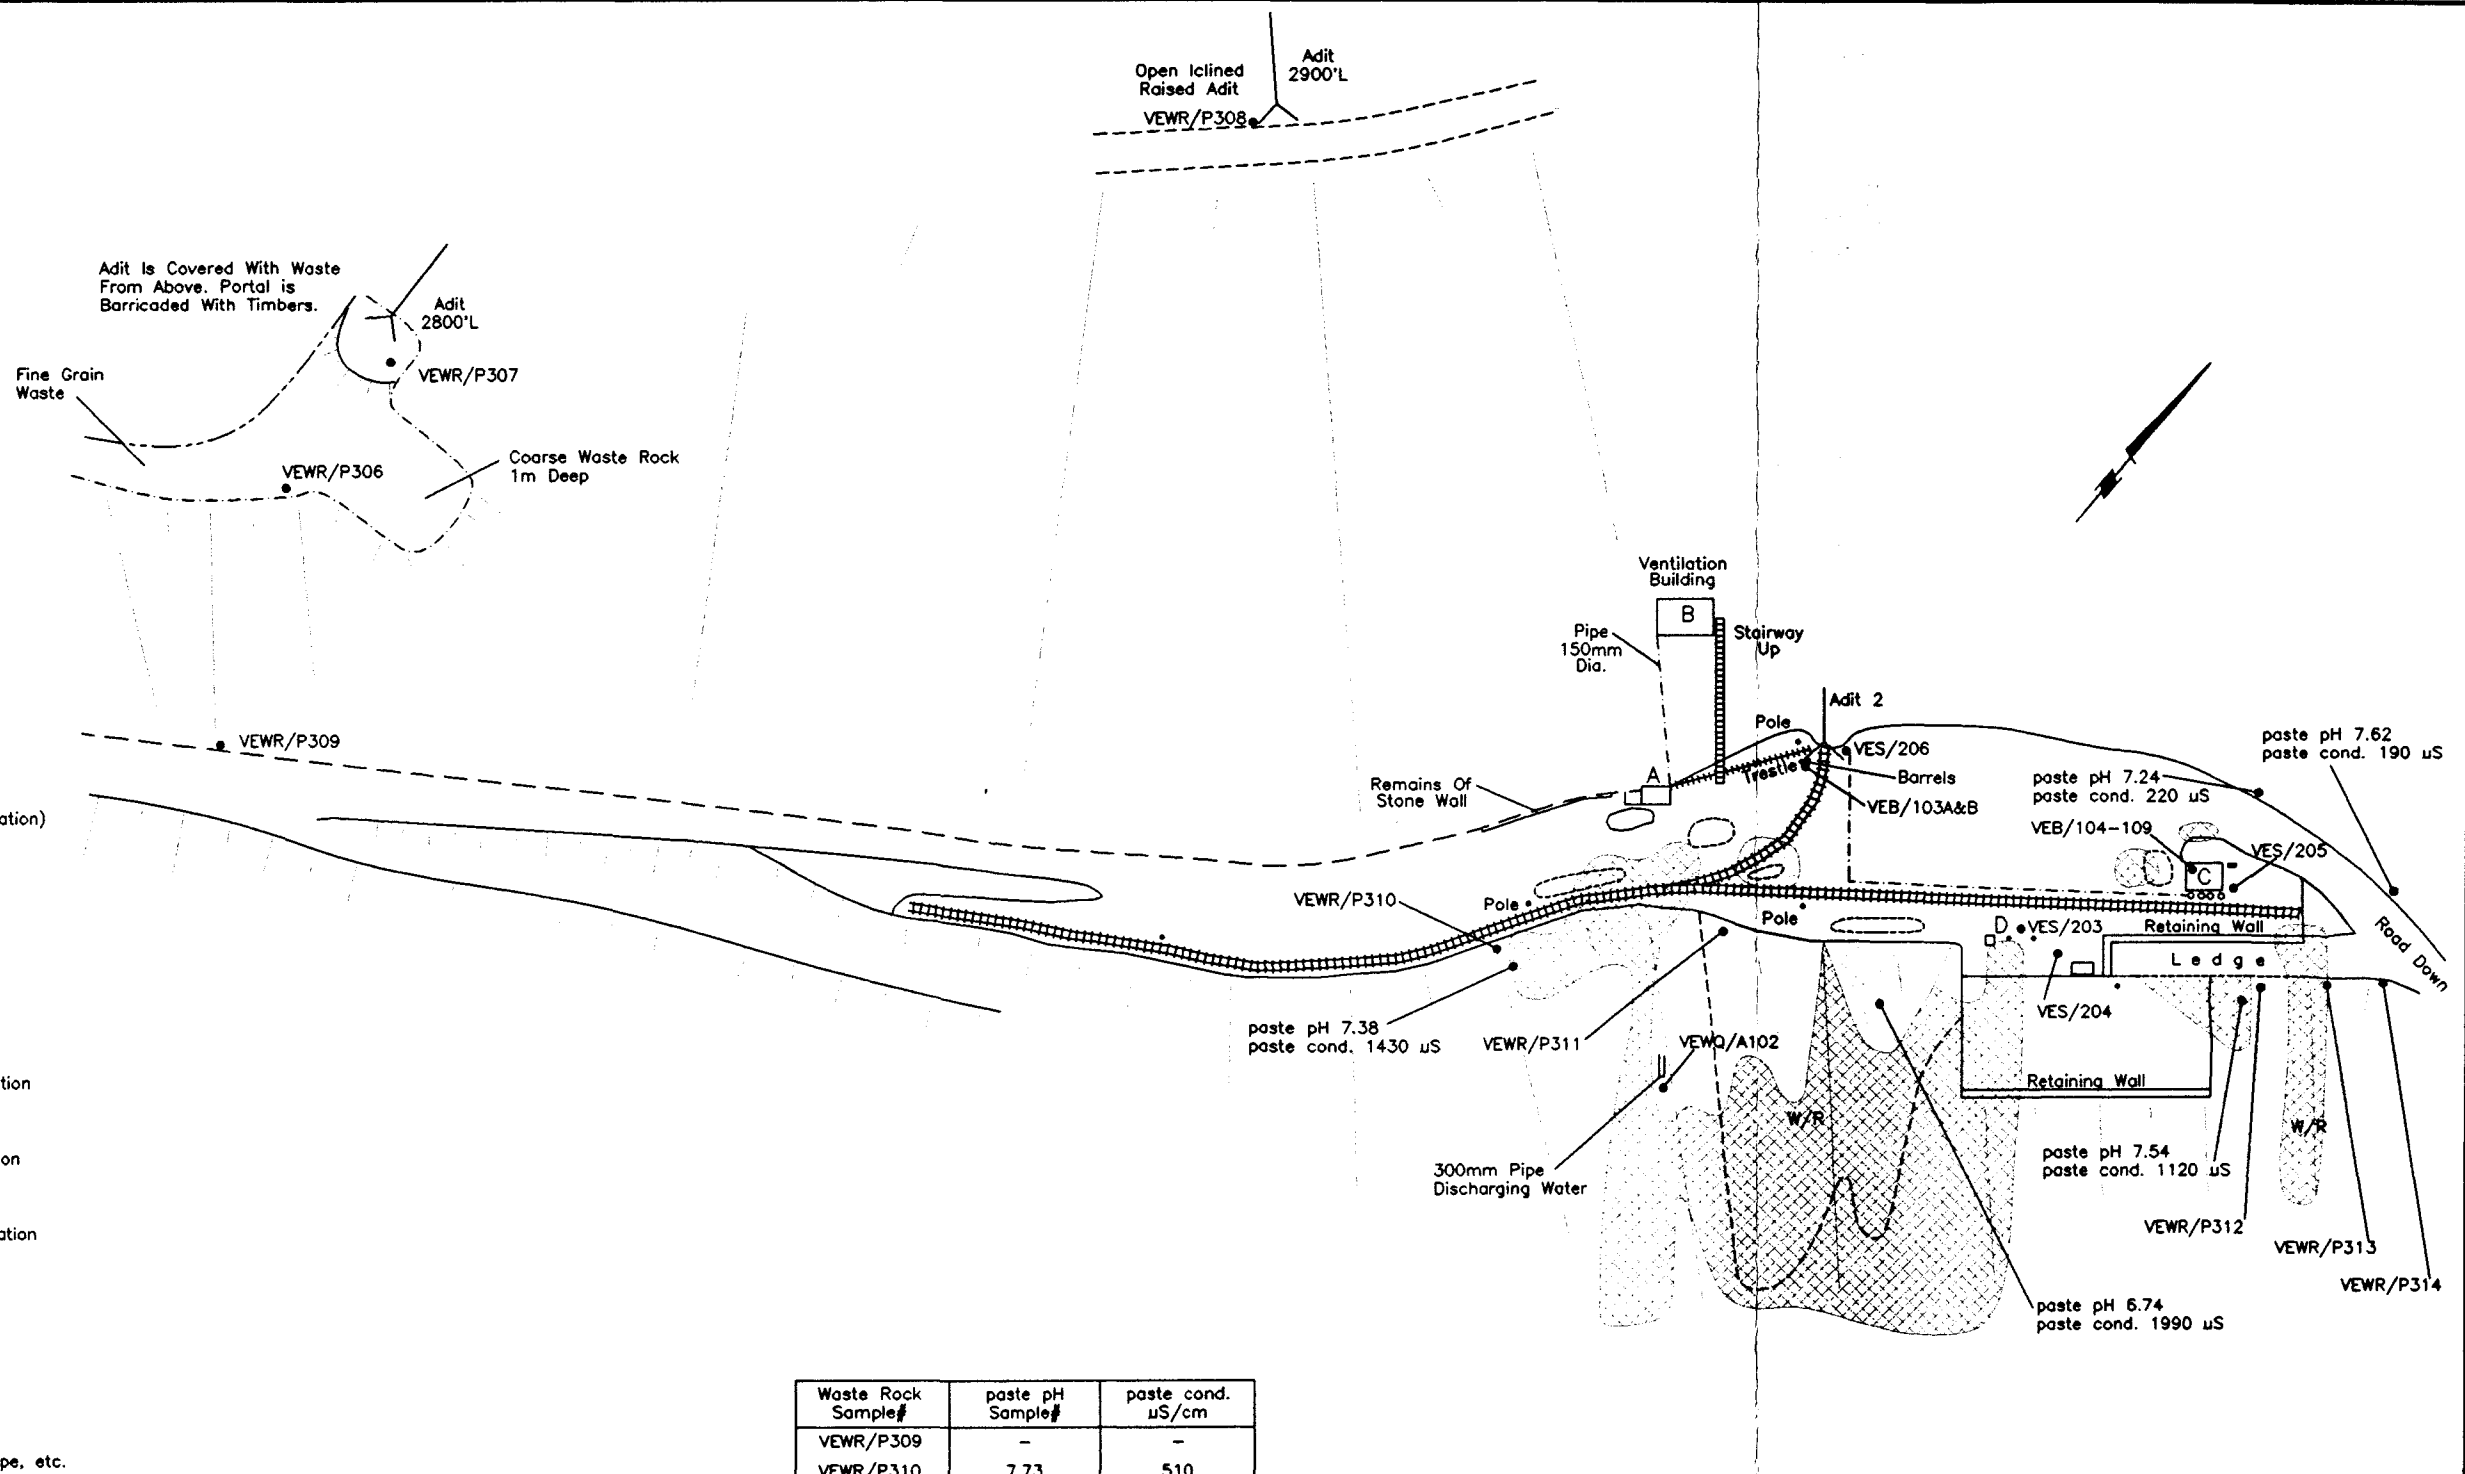 Adit
2900'L
Open Iclined
Raised Adit
VEWR/P308
Adit Is Covered With Waste
From Above. Portal is
Barricaded With Timbers.
Adit
2800'L
VEWR/P307
Fine Grain
Waste
Coarse Waste Rock
1m Deep
VEWR/P306
Ventilation
Building
B
Pipe
150mm
Dia.
Stairway
Up
Adit 2
Pole
VES/206
Trestle
Barrels
VEB/103A&B
A
Remains Of
Stone Wall
VEWR/P309
paste pH 7.62
paste cond. 190 µS
paste pH 7.24
paste cond. 220 µS
VEB/104-109
VES/205
C
ation)
VEWR/P310
Pole
Pole
D
VES/203
Retaining Wall
Road Down
Ledge
VES/204
paste pH 7.38
paste cond. 1430 µS
VEWR/P311
VEWQ/A102
Retaining Wall
tion
W/R
W/R
on
300mm Pipe
Discharging Water
paste pH 7.54
paste cond. 1120 µS
ation
VEWR/P312
VEWR/P313
VEWR/P314
paste pH 6.74
paste cond. 1990 µS
Waste Rock Sample# paste pH Sample# paste cond. µS/cm
VEWR/P309 - -
VEWR/P310 7.73 510
pe, etc.